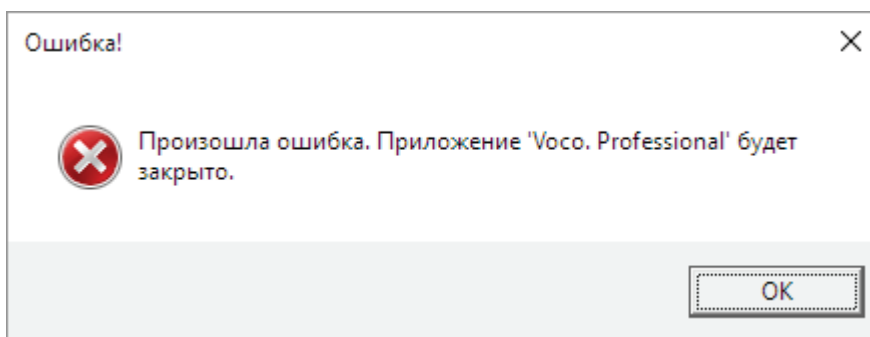 Ошибка!
Произошла ошибка. Приложение 'Voco. Professional' будет
закрыто.
OK